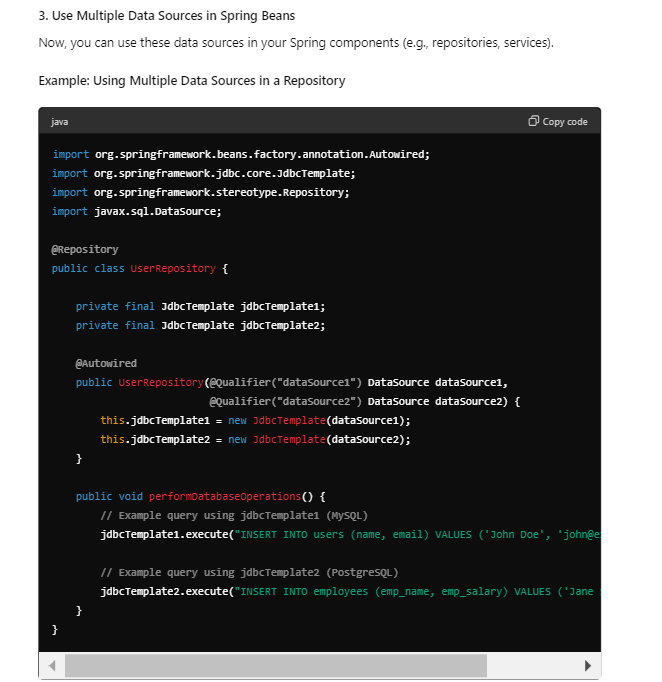 3. Use Multiple Data Sources in Spring Beans
Now, you can use these data sources in your Spring components (e.g., repositories, services).
Example: Using Multiple Data Sources in a Repository
java
Copy code
import org.springframework.beans.factory.annotation.Autowired;
import org.springframework.jdbc.core.JdbcTemplate;
import org.springframework.stereotype.Repository;
import javax.sql.DataSource;
@Repository
public class UserRepository {
private final JdbcTemplate jdbcTemplate1;
private final JdbcTemplate jdbcTemplate2;
@Autowired
public UserRepository(@Qualifier("dataSource1") DataSource dataSource1,
@Qualifier("dataSource2") DataSource dataSource2) {
this.jdbcTemplate1 = new JdbcTemplate(dataSource1);
this.jdbcTemplate2 = new JdbcTemplate(dataSource2);
}
public void performDatabaseOperations() {
// Example query using jdbcTemplate1 (MySQL)
jdbcTemplate1.execute("INSERT INTO users (name, email) VALUES ('John Doe', 'john@e
// Example query using jdbcTemplate2 (PostgreSQL)
jdbcTemplate2.execute("INSERT INTO employees (emp_name, emp_salary) VALUES ('Jane
}
}